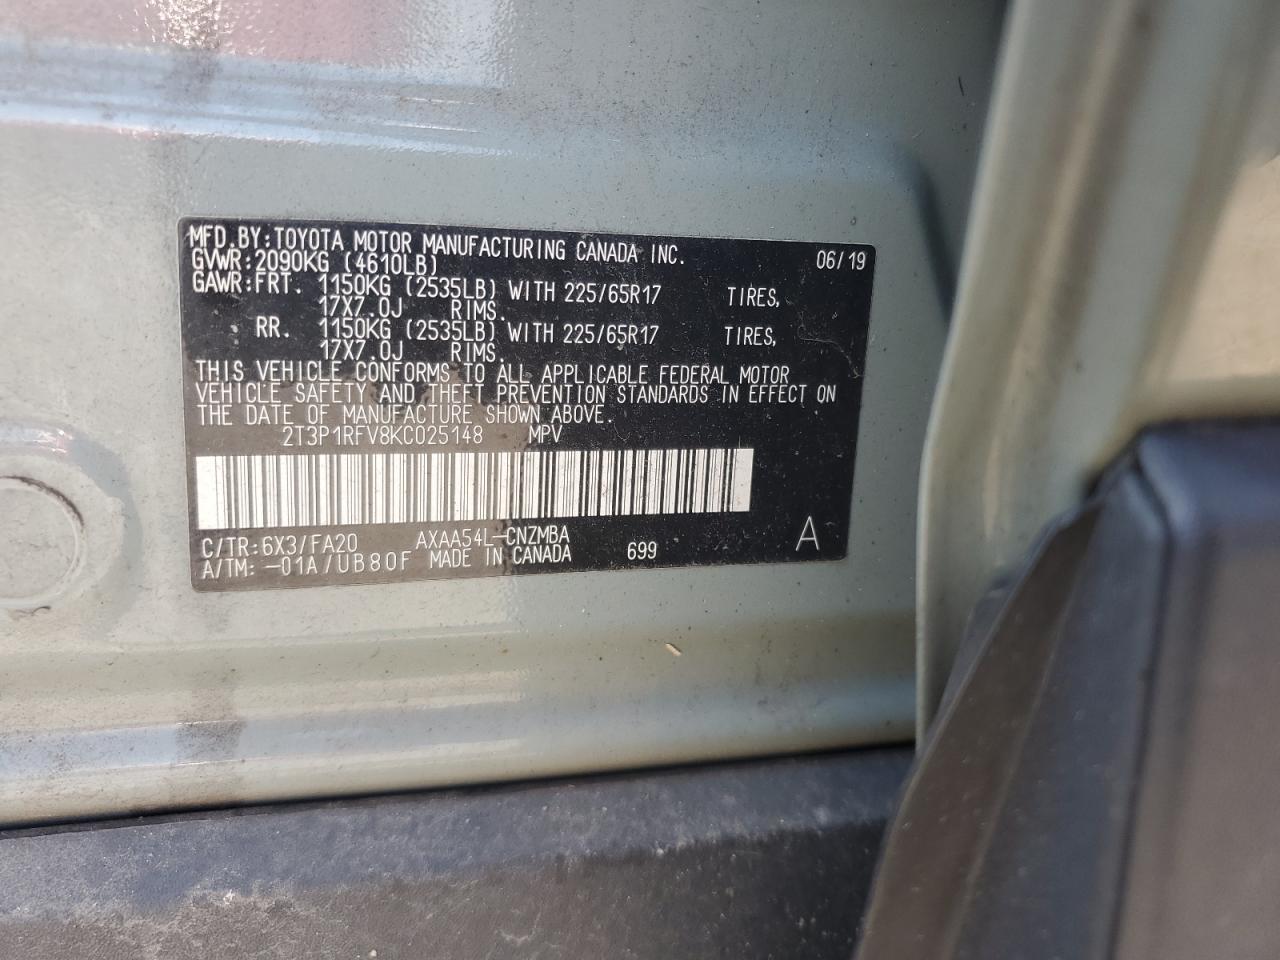 MFD.BY:TOYOTA MOTOR MANUFACTURING CANADA INC. 06/19
GVWR:2090KG (4610LB)
GAWR:FRT. 1150KG (2535LB) WITH 225/65R17 TIRES,
17X7.0J RIMS.
RR. 1150KG (2535LB) WITH 225/65R17 TIRES,
17X7.0J RIMS.
THIS VEHICLE CONFORMS TO ALL APPLICABLE FEDERAL MOTOR
VEHICLE SAFETY AND THEFT PREVENTION STANDARDS IN EFFECT ON
THE DATE OF MANUFACTURE SHOWN ABOVE.
2T3P1RFV8KC025148 MPV
C/TR:6X3/FA20 AXAA54L-CNZMBA
A/TM:-01A/UB80F MADE IN CANADA 699 A